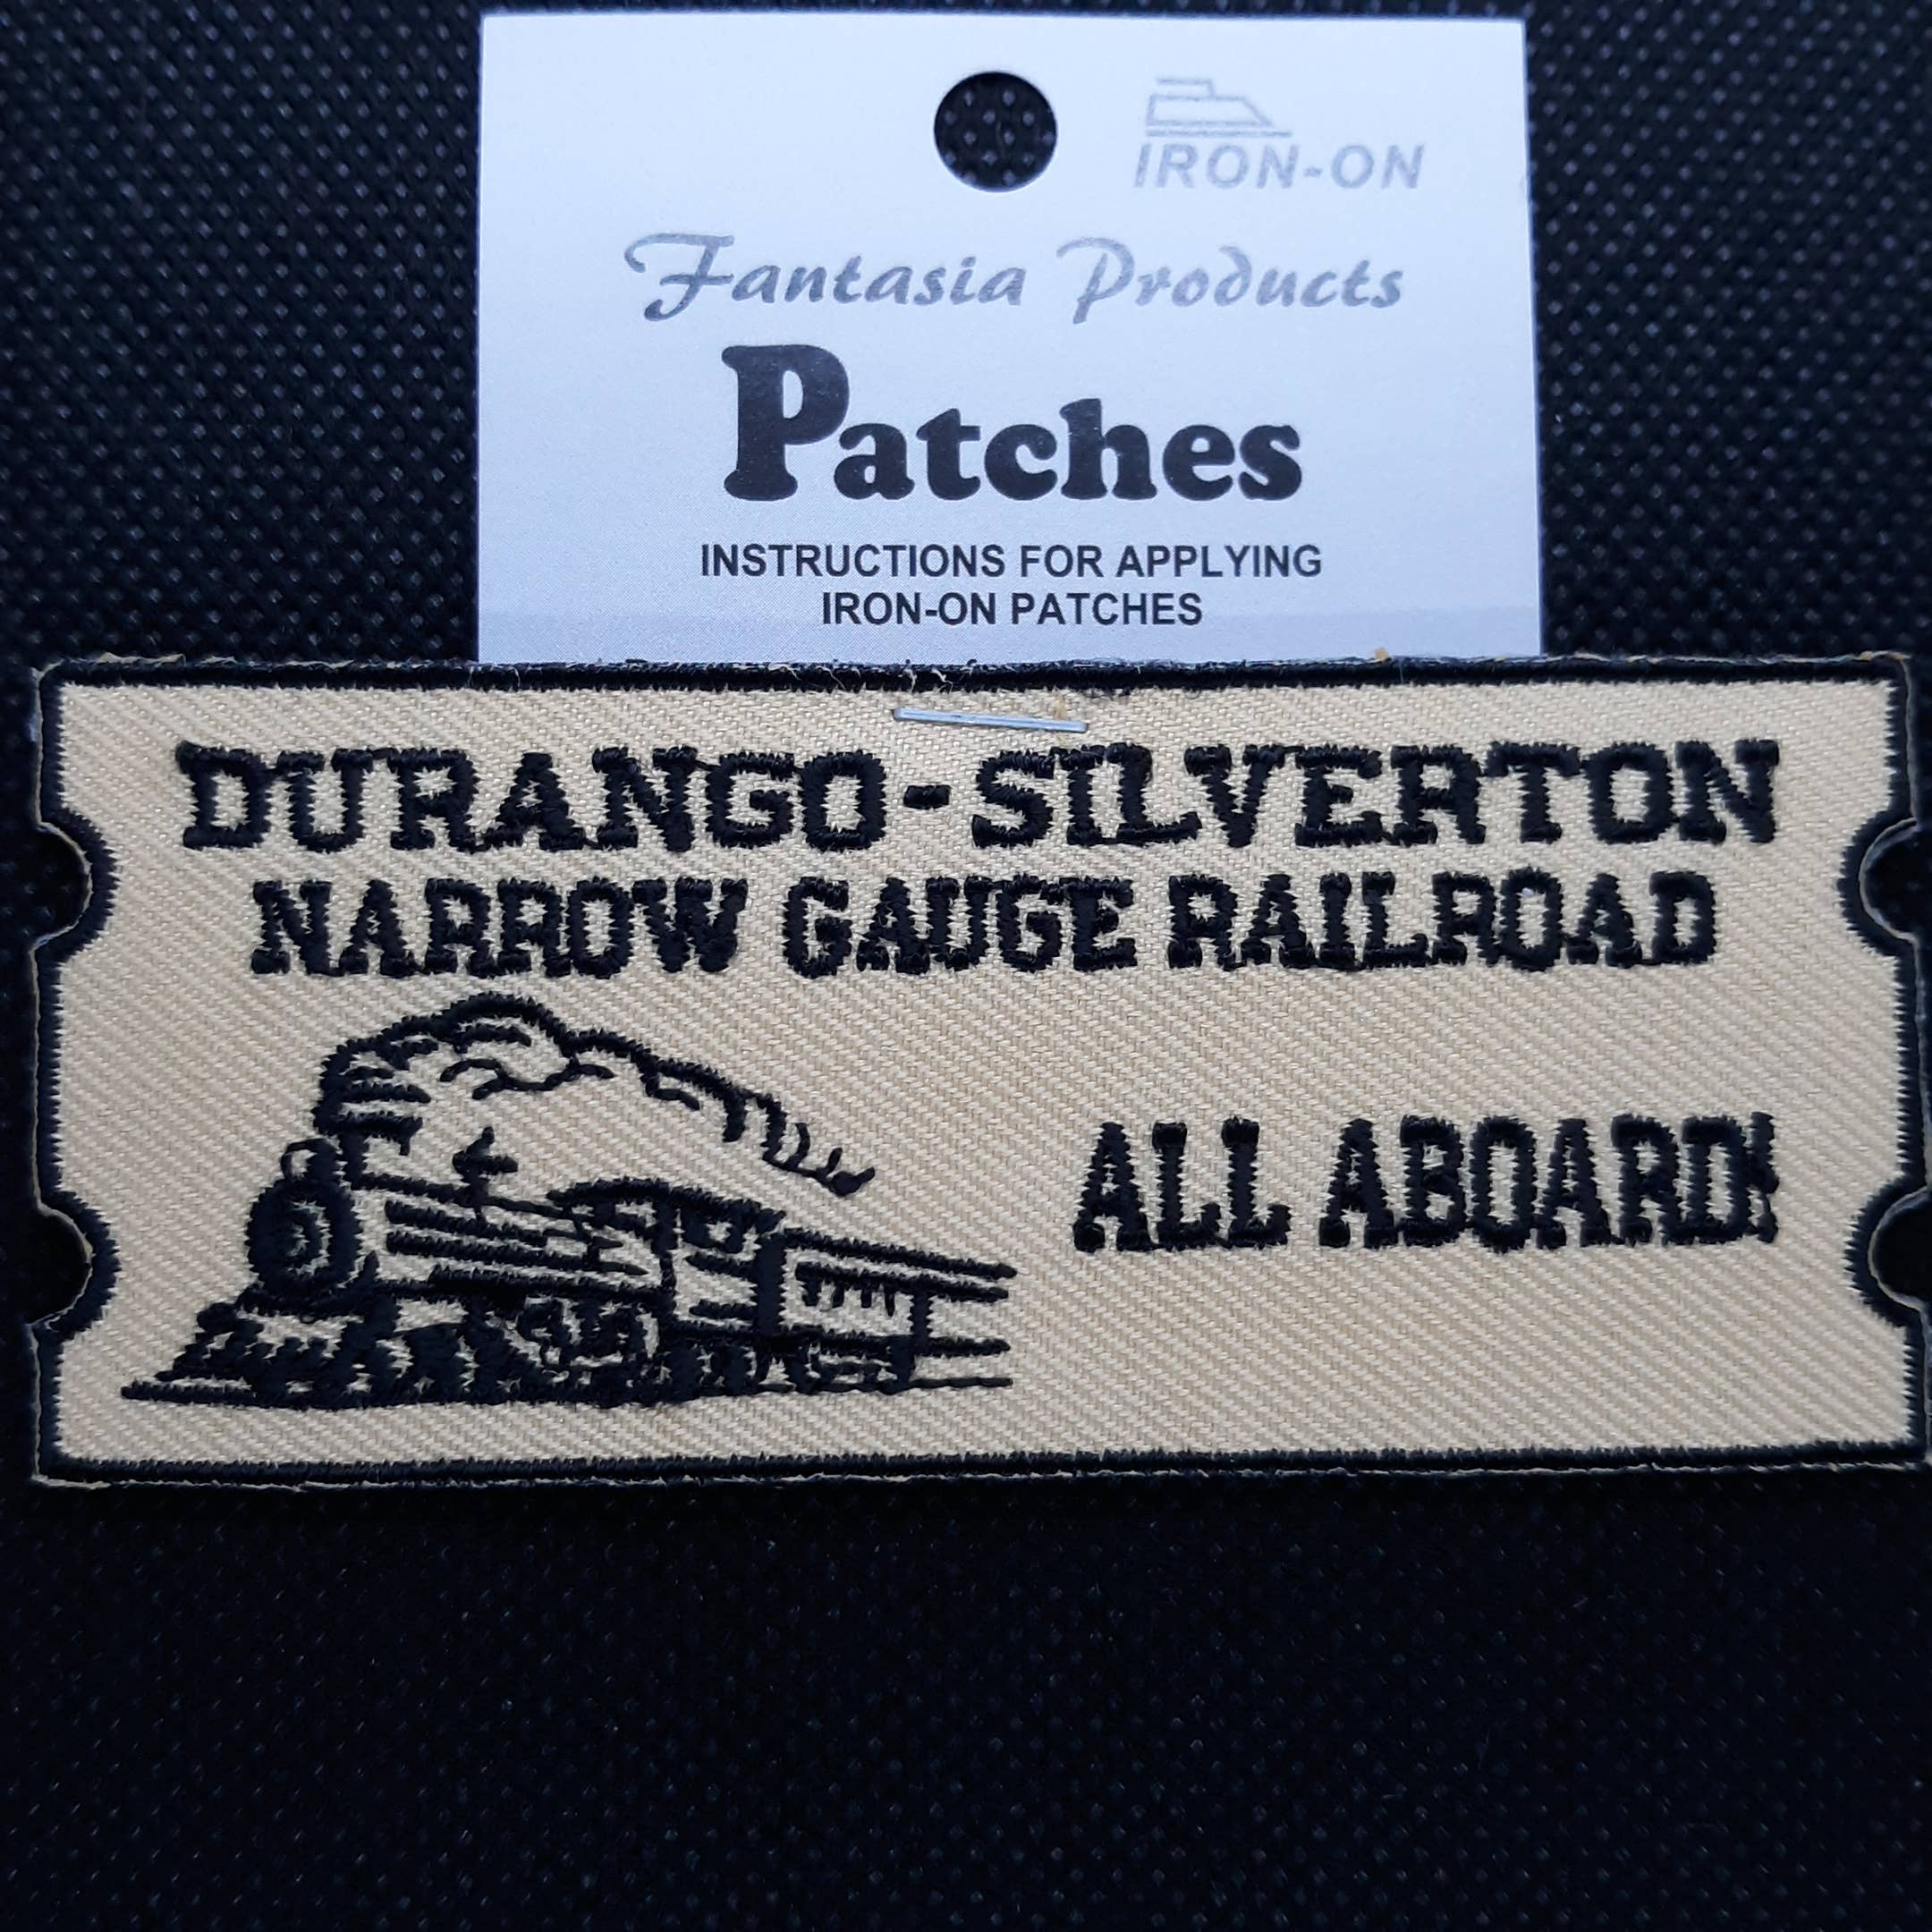 IRON-ON
Fantasia Products
Patches
INSTRUCTIONS FOR APPLYING
IRON-ON PATCHES
DURANGO-SILVERTON
NARROW GAUGE RAILROAD
ALL ABOARD!